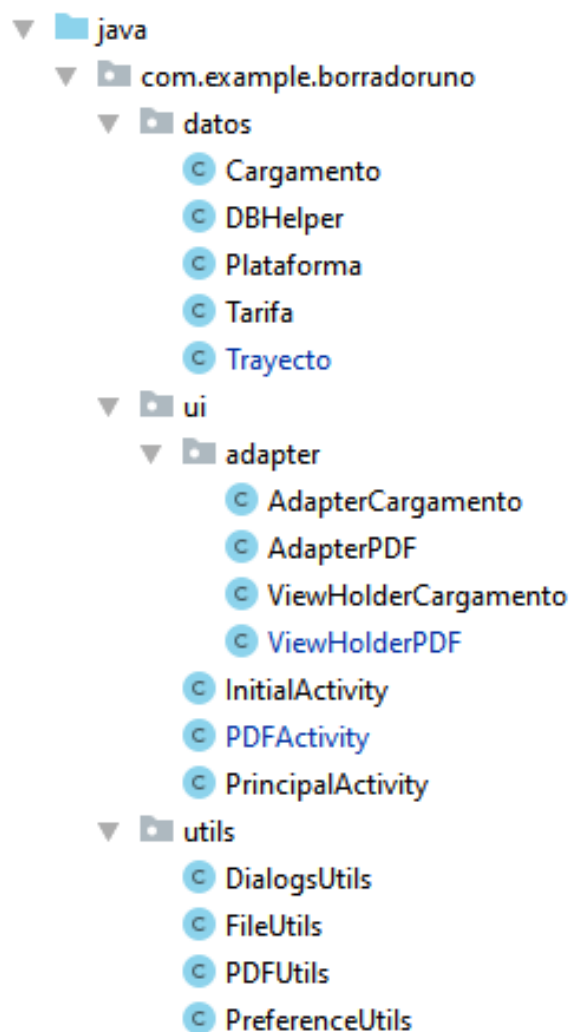 java
com.example.borradoruno
datos
C Cargamento
C DBHelper
C Plataforma
C Tarifa
C Trayecto
ui
adapter
C AdapterCargamento
C AdapterPDF
C ViewHolderCargamento
C ViewHolderPDF
C InitialActivity
C PDFActivity
C PrincipalActivity
utils
C DialogsUtils
C FileUtils
C PDFUtils
C PreferenceUtils